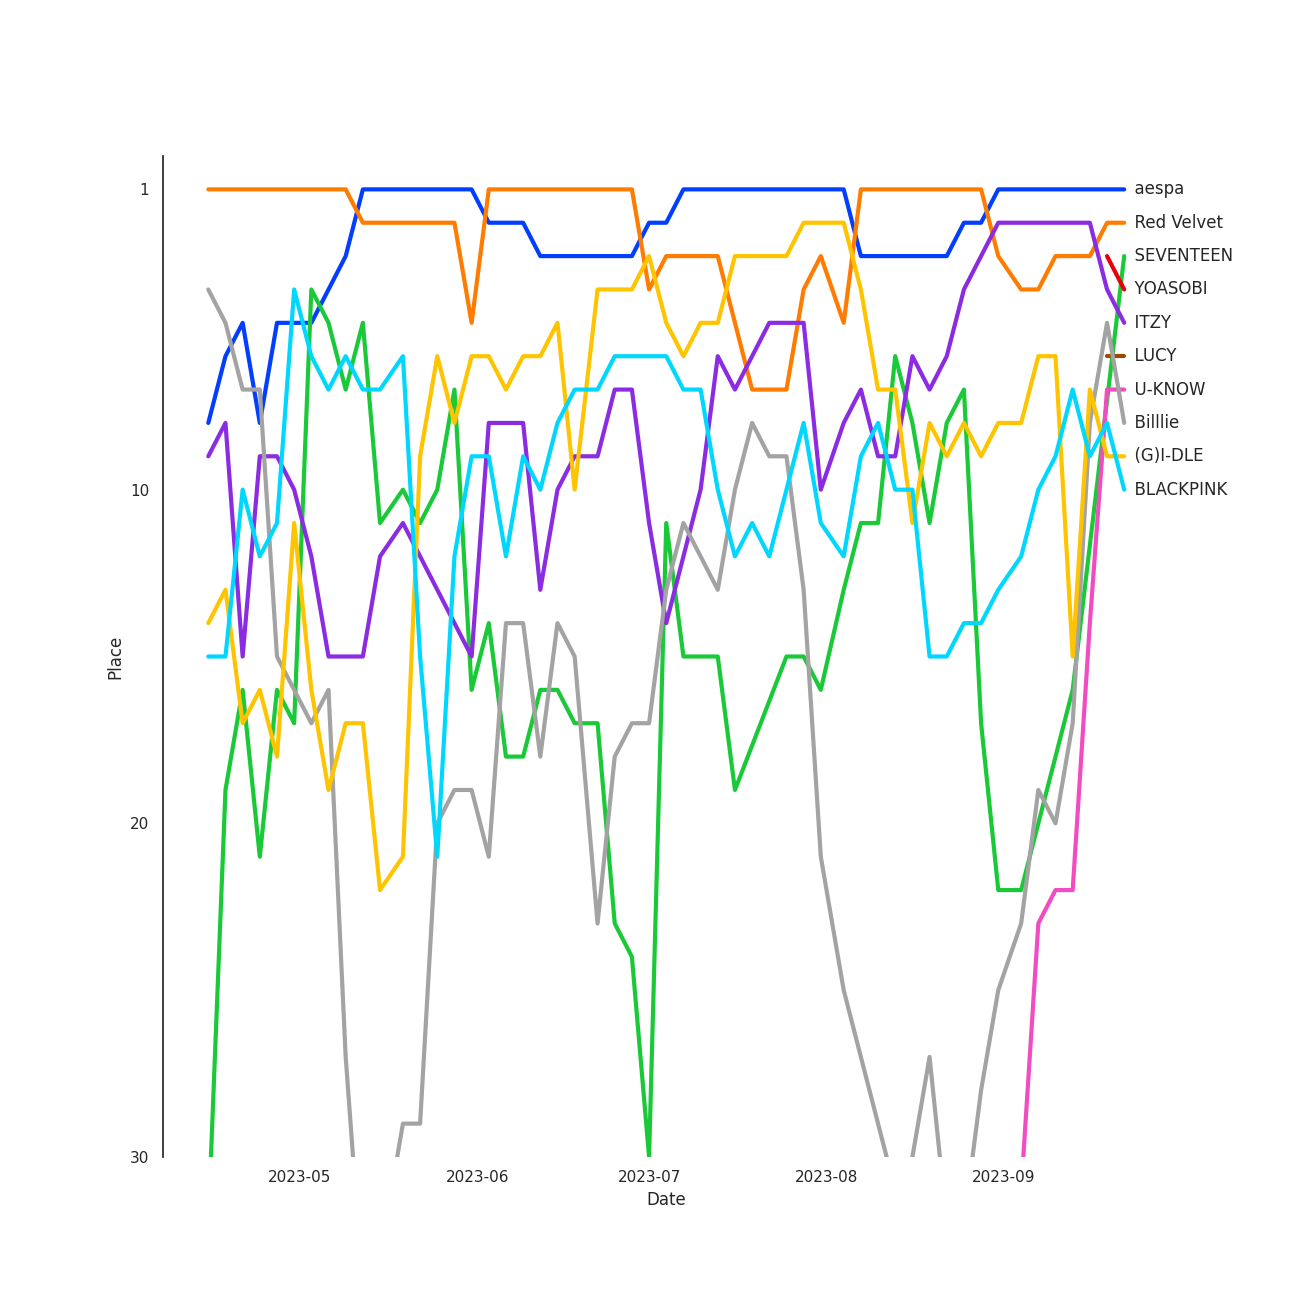 1
10
20
30
Place
2023-05
2023-06
2023-07
2023-08
2023-09
Date
aespa
Red Velvet
SEVENTEEN
YOASOBI
ITZY
LUCY
U-KNOW
Billlie
(G)I-DLE
BLACKPINK